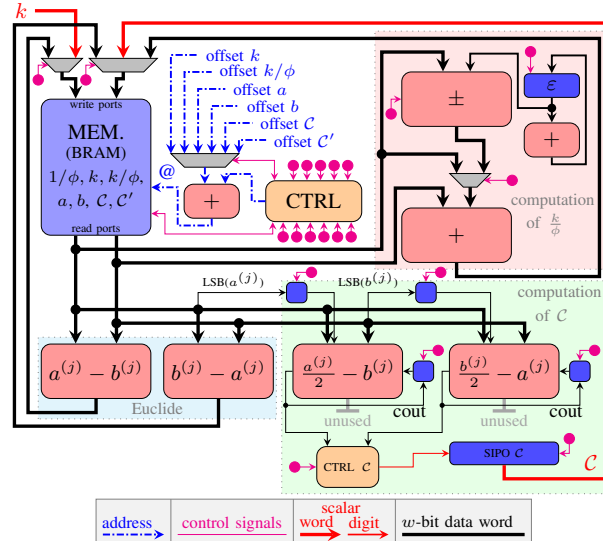 k
offset k
offset k/ϕ
offset a
offset b
offset C
offset C′
write ports
MEM.
(BRAM)
1/ϕ, k, k/ϕ,
a, b, C, C′
read ports
@
+
CTRL
±
ε
+
+
computation
of k/ϕ
LSB(a^(j))
LSB(b^(j))
computation
of C
a^(j) − b^(j)
b^(j) − a^(j)
Euclide
a^(j)/2 − b^(j)
b^(j)/2 − a^(j)
cout
cout
unused
unused
CTRL C
SIPO C
C
address
control signals
scalar
word
digit
w-bit data word